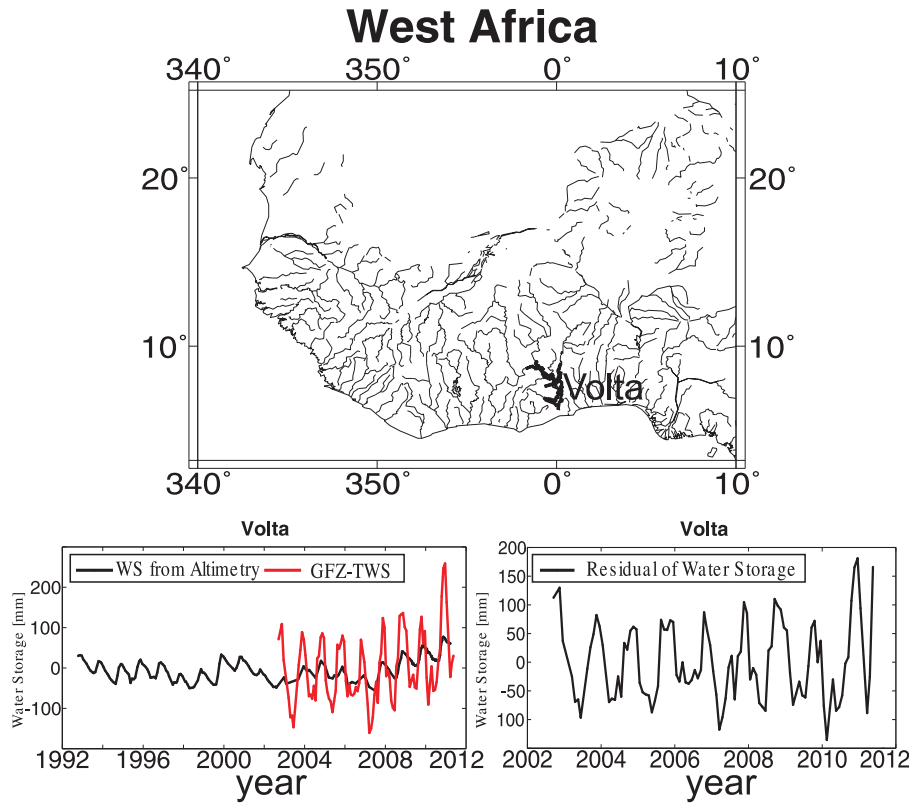 West Africa
340° 350° 0° 10°
20° 20°
10° 10°
Volta
340° 350° 0° 10°
Volta
WS from Altimetry GFZ-TWS
Water Storage [mm]
200
100
0
-100
1992 1996 2000 2004 2008 2012
year
Volta
Residual of Water Storage
Water Storage [mm]
200
150
100
50
0
-50
100
150
2002 2004 2006 2008 2010 2012
year